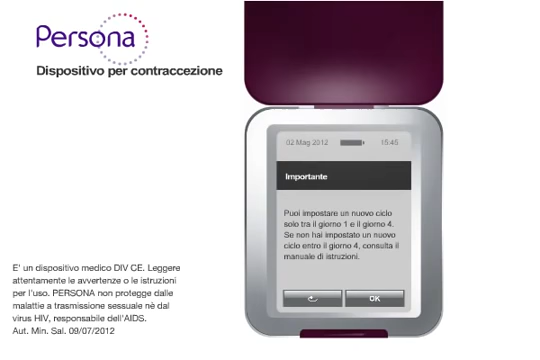 Persona
Dispositivo per contraccezione
02 Mag 2012 15:45
Importante
Puoi impostare un nuovo ciclo
solo tra il giorno 1 e il giorno 4.
Se non hai impostato un nuovo
ciclo entro il giorno 4, consulta il
manuale di istruzioni.
OK
E' un dispositivo medico DIV CE. Leggere
attentamente le avvertenze o le istruzioni
per l'uso. PERSONA non protegge dalle
malattie a trasmissione sessuale nè dal
virus HIV, responsabile dell'AIDS.
Aut. Min. Sal. 09/07/2012